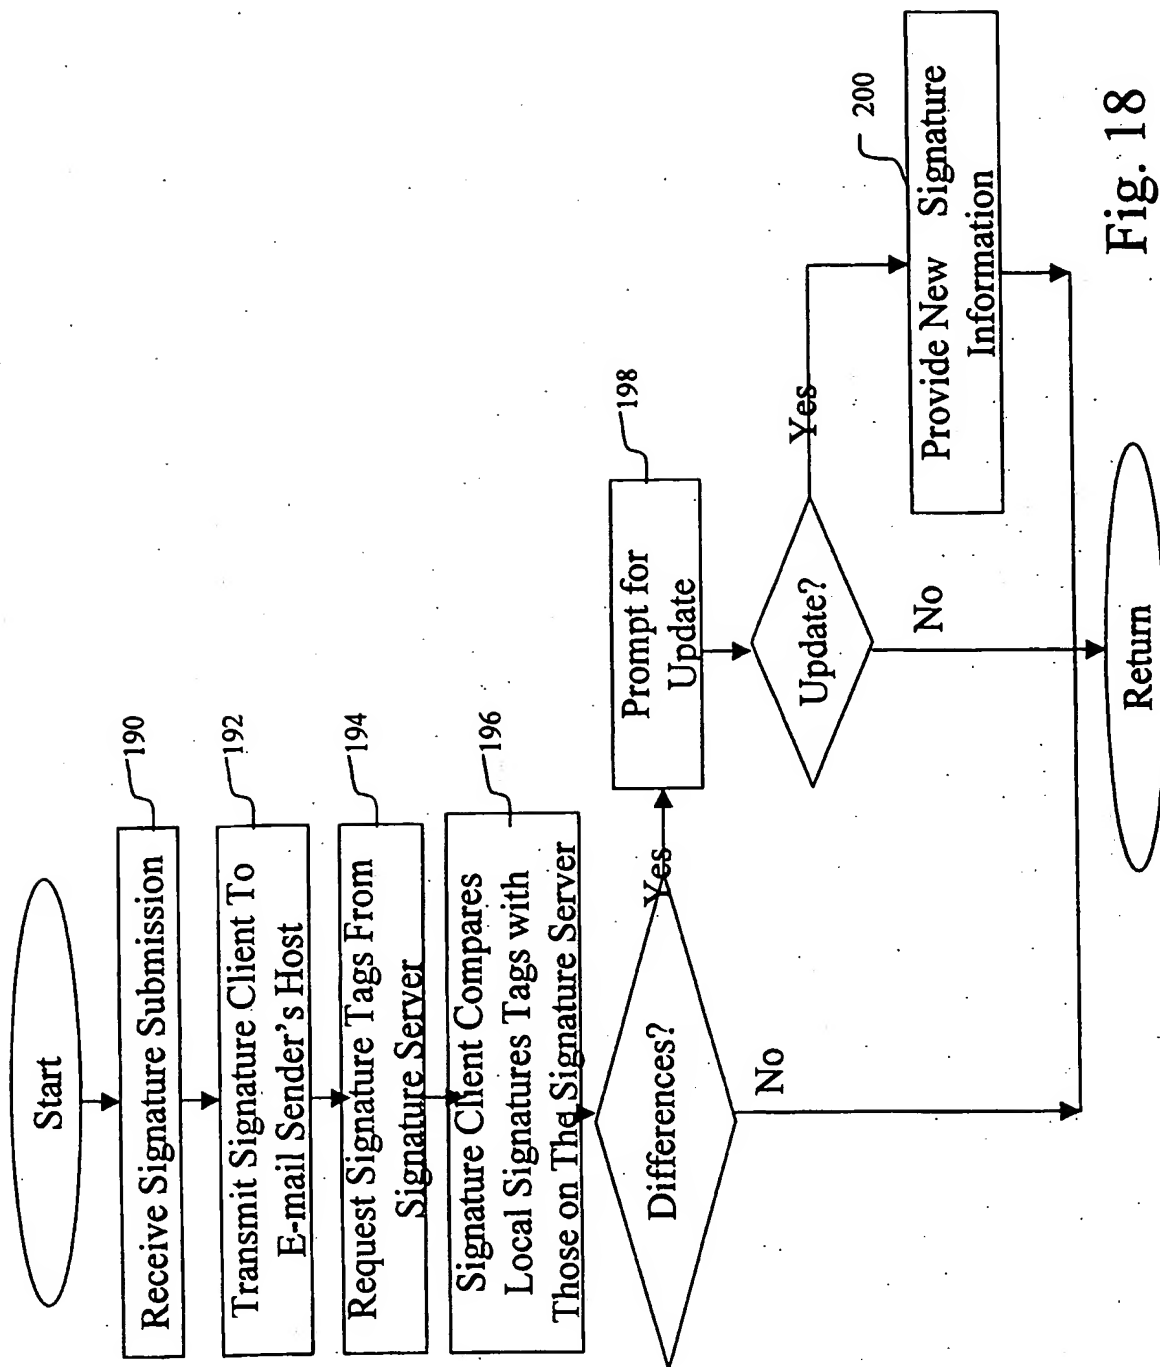 Start
Receive Signature Submission
190
Transmit Signature Client To
E-mail Sender's Host
192
Request Signature Tags From
Signature Server
194
Signature Client Compares
Local Signatures Tags with
Those on The Signature Server
196
Differences?
Yes
No
Prompt for
Update
198
Update?
Yes
No
Provide New Signature
Information
200
Return
Fig. 18